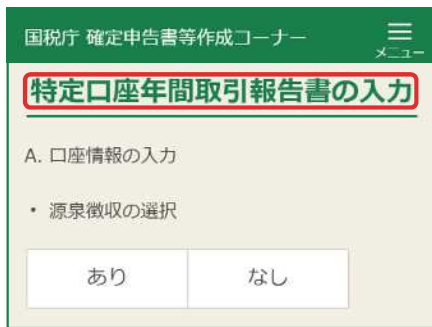 国税庁 確定申告書等作成コーナー
メニュー
特定口座年間取引報告書の入力
A. 口座情報の入力
・ 源泉徴収の選択
あり
なし